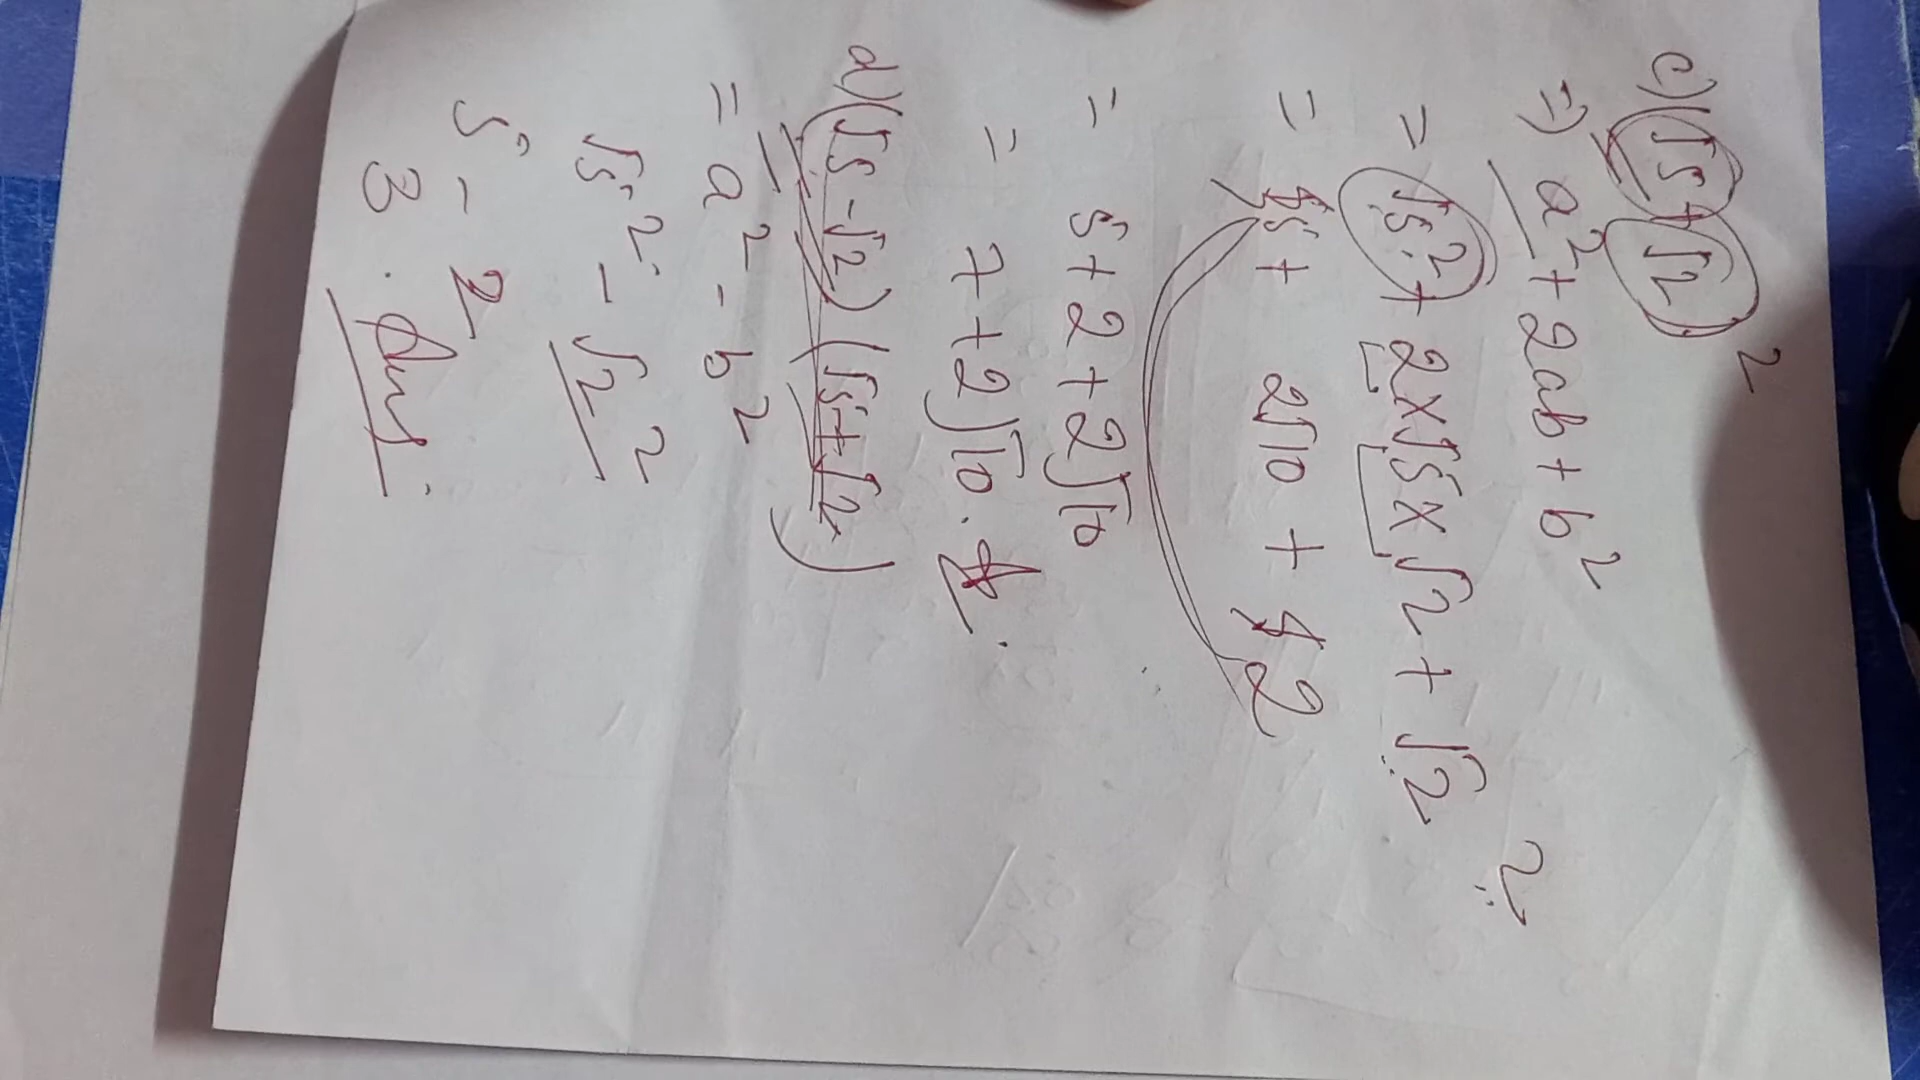 c) (√5+√2)²
=) a²+2ab+b²
= √5²+ 2×√5×√2+√2²
= 5+ 2√10 + 2
= 5+2+2√10
= 7+2√10.
d) (√5-√2) (√5+√2)
= a² - b²
√5² - √2²
5 - 2
3. Ans.